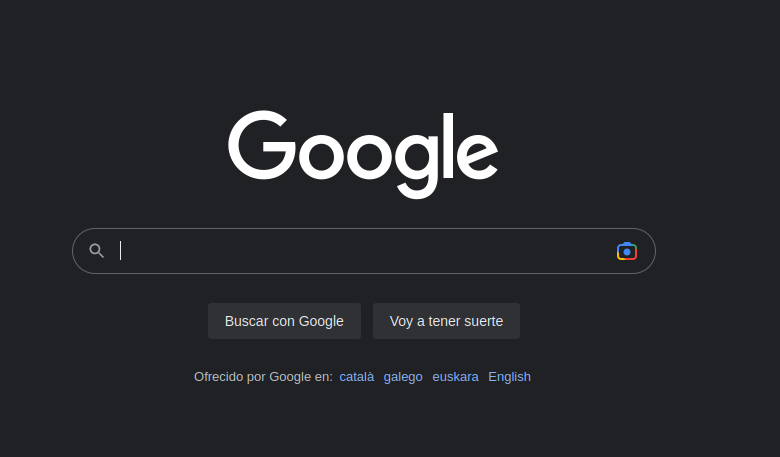 Google
Buscar con Google Voy a tener suerte
Ofrecido por Google en: català galego euskara English